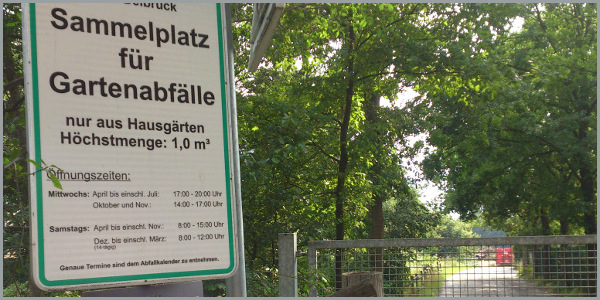 Sammelplatz
für
Gartenabfälle
nur aus Hausgärten
Höchstmenge: 1,0 m³
Öffnungszeiten:
Mittwochs: April bis einschl. Juli: 17:00 - 20:00 Uhr
Oktober und Nov.: 14:00 - 17:00 Uhr
Samstags: April bis einschl. Nov.: 8:00 - 15:00 Uhr
Dez. bis einschl. März: 8:00 - 12:00 Uhr
(14-tägig)
Genaue Termine sind dem Abfallkalender zu entnehmen.